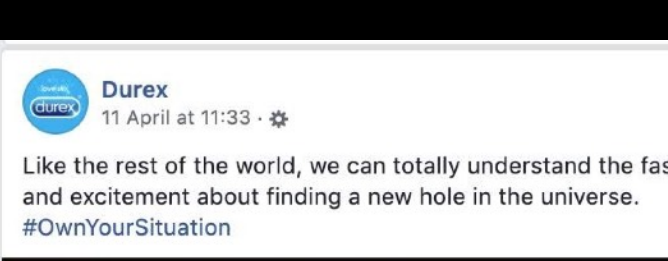 durex
Durex
11 April at 11:33 ·
Like the rest of the world, we can totally understand the fas
and excitement about finding a new hole in the universe.
#OwnYourSituation